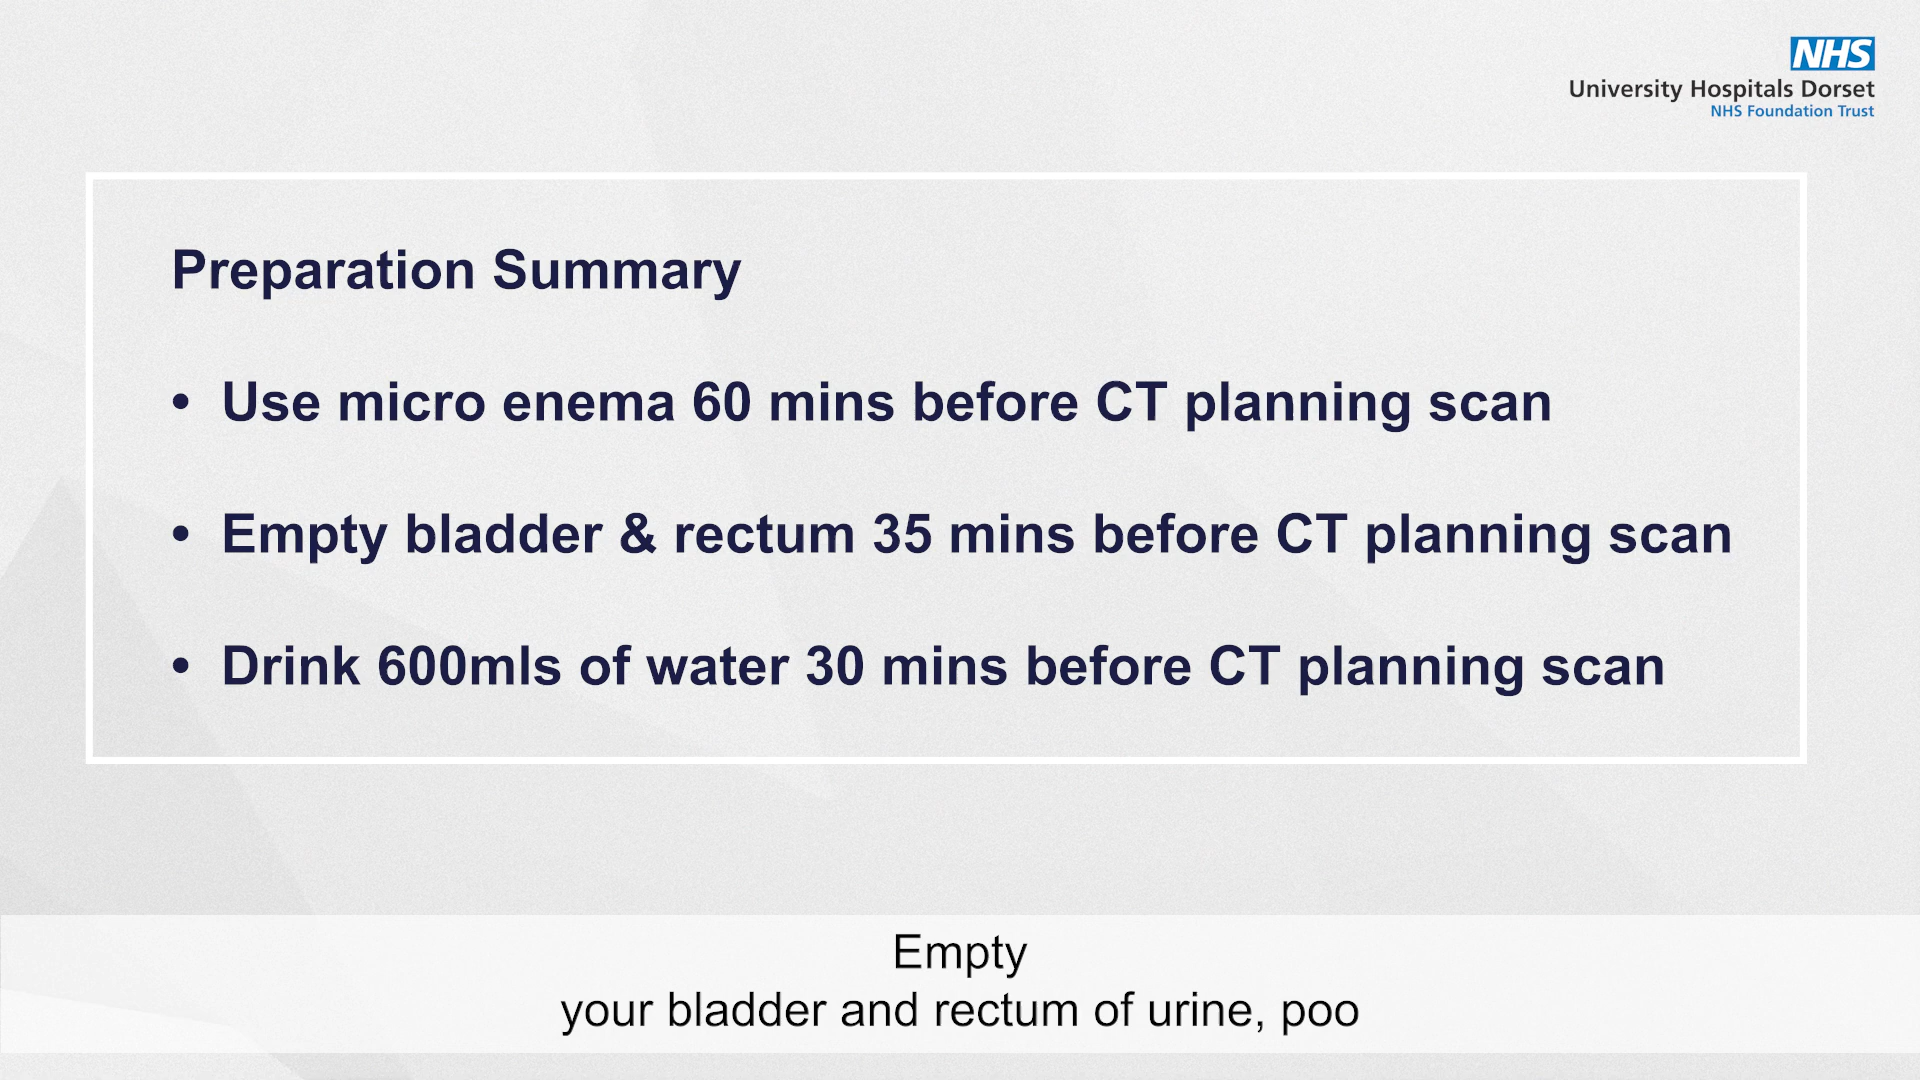 NHS
University Hospitals Dorset
NHS Foundation Trust
Preparation Summary
• Use micro enema 60 mins before CT planning scan
• Empty bladder & rectum 35 mins before CT planning scan
• Drink 600mls of water 30 mins before CT planning scan
Empty
your bladder and rectum of urine, poo